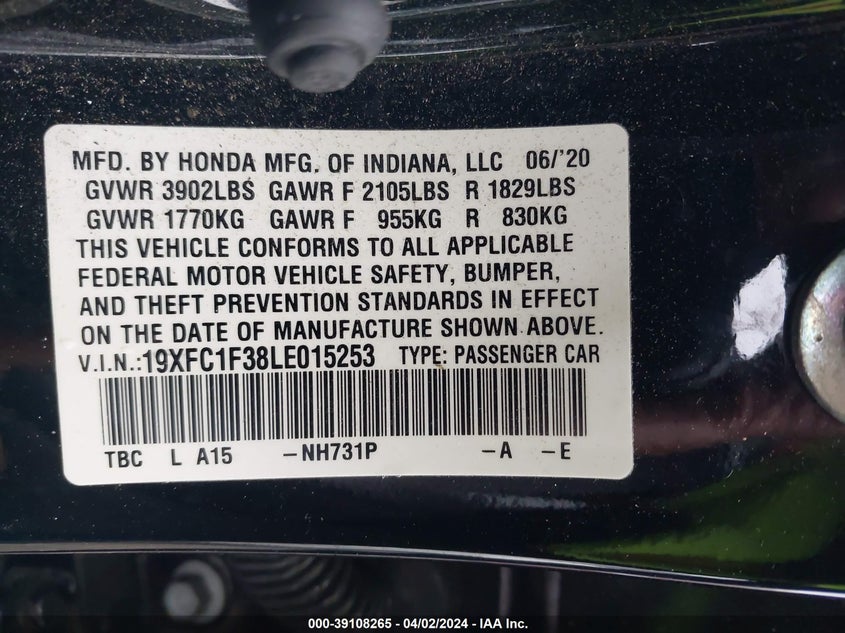 MFD. BY HONDA MFG. OF INDIANA, LLC 06/'20
GVWR 3902LBS GAWR F 2105LBS R 1829LBS
GVWR 1770KG GAWR F 955KG R 830KG
THIS VEHICLE CONFORMS TO ALL APPLICABLE
FEDERAL MOTOR VEHICLE SAFETY, BUMPER,
AND THEFT PREVENTION STANDARDS IN EFFECT
ON THE DATE OF MANUFACTURE SHOWN ABOVE.
V.I.N.:19XFC1F38LE015253 TYPE: PASSENGER CAR
TBC L A15 -NH731P -A -E
000-39108265 - 04/02/2024 - IAA Inc.